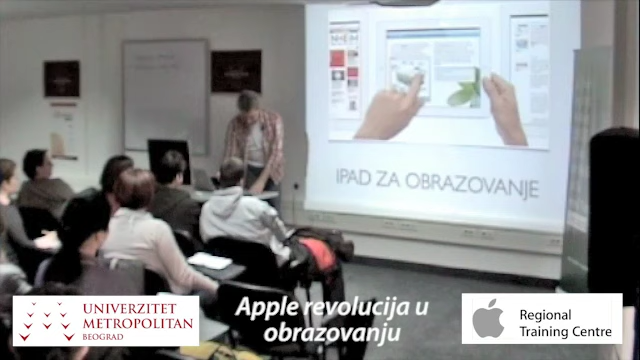 iPAD ZA OBRAZOVANJE
UNIVERZITET
METROPOLITAN
BEOGRAD
Apple revolucija u
obrazovanju
Regional
Training Centre